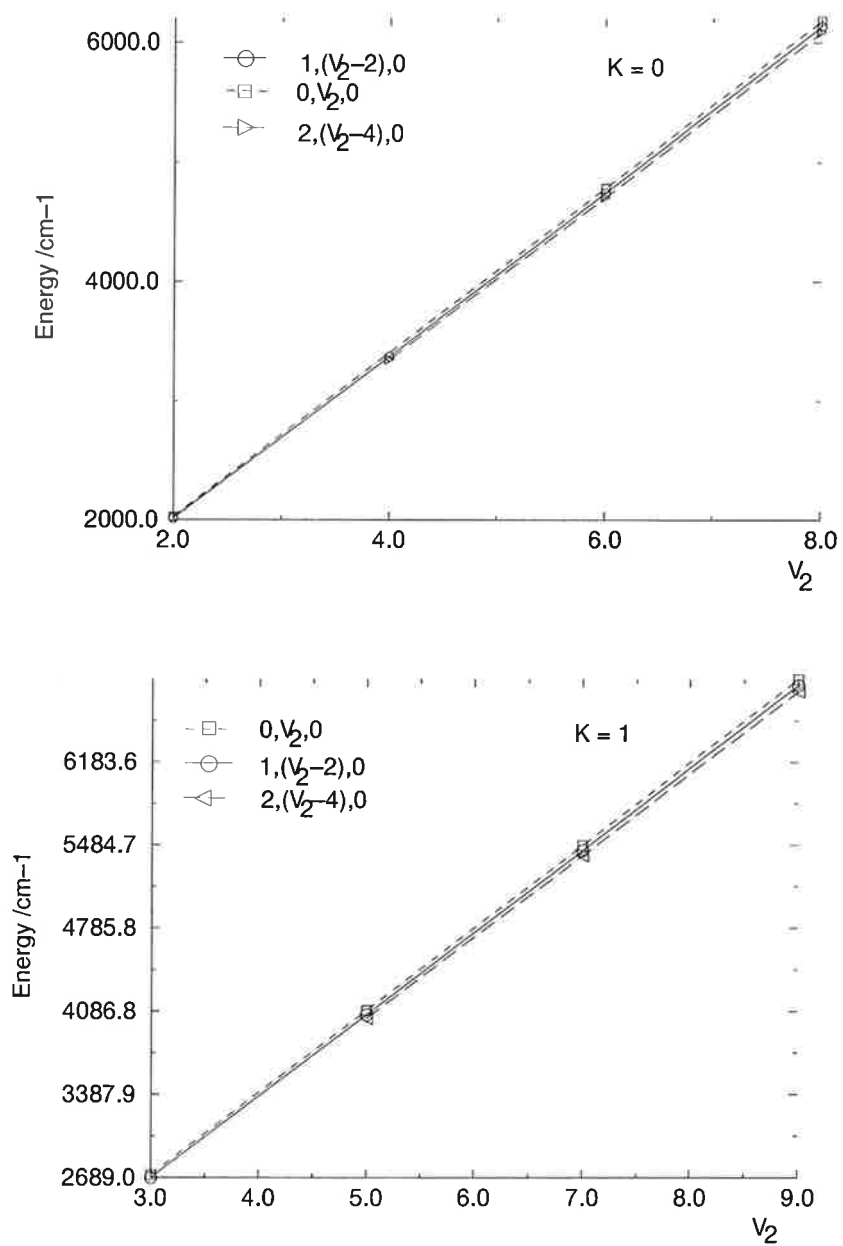 6000.0
1,(V2–2),0
K = 0
0,V2,0
2,(V2–4),0
Energy /cm–1
4000.0
2000.0
2.0 4.0 6.0 8.0
V2
0,V2,0
K = 1
1,(V2–2),0
2,(V2–4),0
6183.6
5484.7
Energy /cm–1
4785.8
4086.8
3387.9
2689.0
3.0 4.0 5.0 6.0 7.0 8.0 9.0
V2